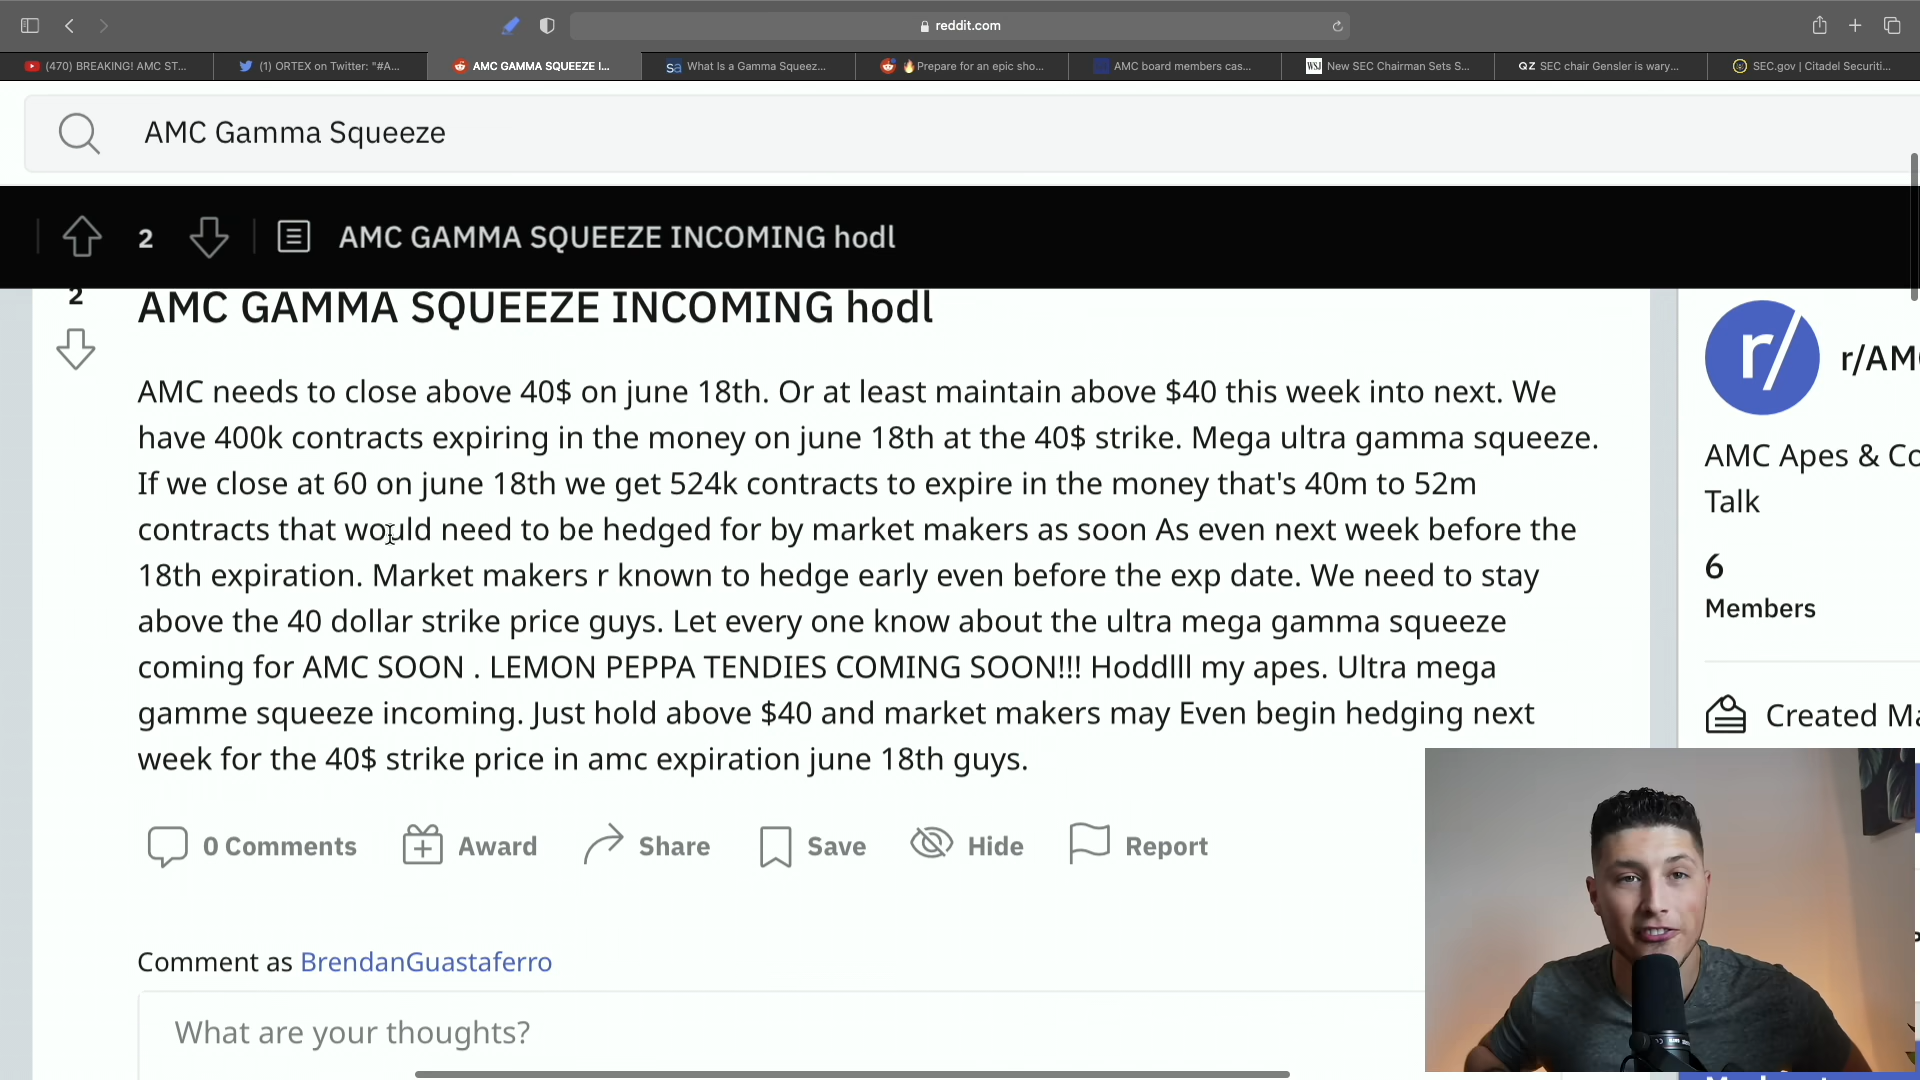 reddit.com
(470) BREAKING! AMC ST...
(1) ORTEX on Twitter: "#A...
AMC GAMMA SQUEEZE I...
sa What Is a Gamma Squeez...
🔥Prepare for an epic sho...
AMC board members cas...
WSJ New SEC Chairman Sets S...
QZ SEC chair Gensler is wary...
SEC.gov | Citadel Securiti...
AMC Gamma Squeeze
2 AMC GAMMA SQUEEZE INCOMING hodl
2
AMC GAMMA SQUEEZE INCOMING hodl
AMC needs to close above 40$ on june 18th. Or at least maintain above $40 this week into next. We
have 400k contracts expiring in the money on june 18th at the 40$ strike. Mega ultra gamma squeeze.
If we close at 60 on june 18th we get 524k contracts to expire in the money that's 40m to 52m
contracts that would need to be hedged for by market makers as soon As even next week before the
18th expiration. Market makers r known to hedge early even before the exp date. We need to stay
above the 40 dollar strike price guys. Let every one know about the ultra mega gamma squeeze
coming for AMC SOON . LEMON PEPPA TENDIES COMING SOON!!! Hoddlll my apes. Ultra mega
gamme squeeze incoming. Just hold above $40 and market makers may Even begin hedging next
week for the 40$ strike price in amc expiration june 18th guys.
0 Comments Award Share Save Hide Report
Comment as BrendanGuastaferro
What are your thoughts?
r/
r/AMC
AMC Apes & Co
Talk
6
Members
Created Ma